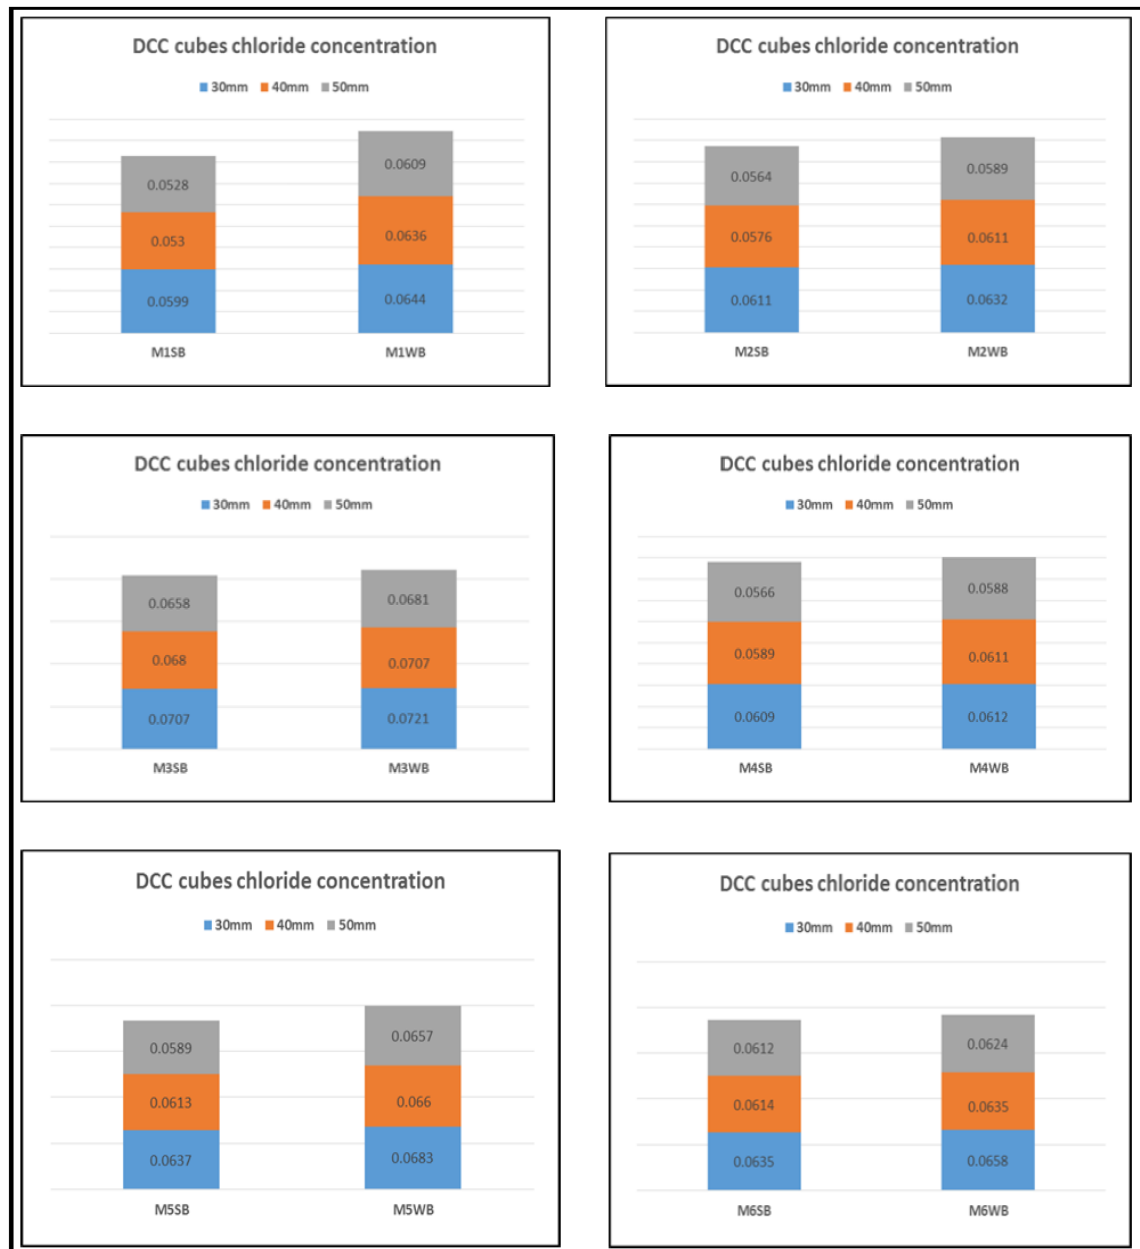 DCC cubes chloride concentration
30mm 40mm 50mm
0.0528
0.0609
0.053
0.0636
0.0599
0.0644
M1SB M1WB
DCC cubes chloride concentration
30mm 40mm 50mm
0.0564
0.0589
0.0576
0.0611
0.0611
0.0632
M2SB M2WB
DCC cubes chloride concentration
30mm 40mm 50mm
0.0658
0.0681
0.068
0.0707
0.0707
0.0721
M3SB M3WB
DCC cubes chloride concentration
30mm 40mm 50mm
0.0566
0.0588
0.0589
0.0611
0.0609
0.0612
M4SB M4WB
DCC cubes chloride concentration
30mm 40mm 50mm
0.0589
0.0657
0.0613
0.066
0.0637
0.0683
M5SB M5WB
DCC cubes chloride concentration
30mm 40mm 50mm
0.0612
0.0624
0.0614
0.0635
0.0635
0.0658
M6SB M6WB